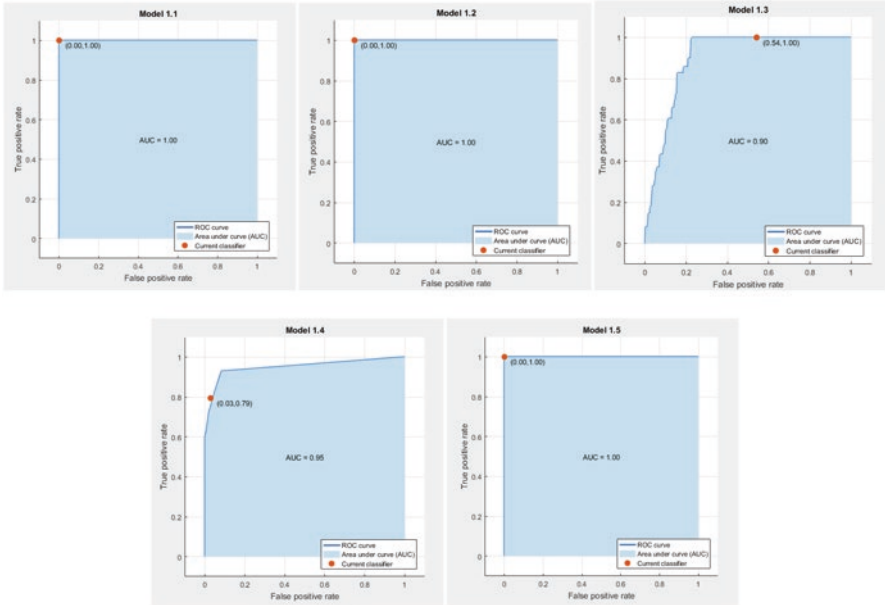 Model 1.1
(0.00,1.00)
True positive rate
1
0.8
0.6
0.4
0.2
0
AUC = 1.00
ROC curve
Area under curve (AUC)
Current classifier
0 0.2 0.4 0.6 0.8 1
False positive rate
Model 1.2
(0.00,1.00)
True positive rate
1
0.8
0.6
0.4
0.2
0
AUC = 1.00
ROC curve
Area under curve (AUC)
Current classifier
0 0.2 0.4 0.6 0.8 1
False positive rate
Model 1.3
(0.54,1.00)
True positive rate
1
0.8
0.6
0.4
0.2
0
AUC = 0.90
ROC curve
Area under curve (AUC)
Current classifier
0 0.2 0.4 0.6 0.8 1
False positive rate
Model 1.4
(0.03,0.79)
True positive rate
1
0.8
0.6
0.4
0.2
0
AUC = 0.95
ROC curve
Area under curve (AUC)
Current classifier
0 0.2 0.4 0.6 0.8 1
False positive rate
Model 1.5
(0.00,1.00)
True positive rate
1
0.8
0.6
0.4
0.2
0
AUC = 1.00
ROC curve
Area under curve (AUC)
Current classifier
0 0.2 0.4 0.6 0.8 1
False positive rate